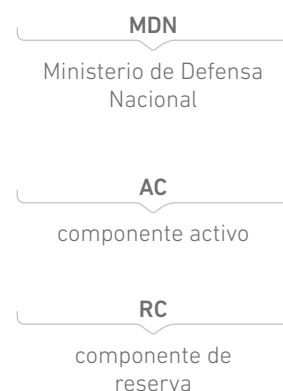 MDN
Ministerio de Defensa
Nacional
AC
componente activo
RC
componente de
reserva